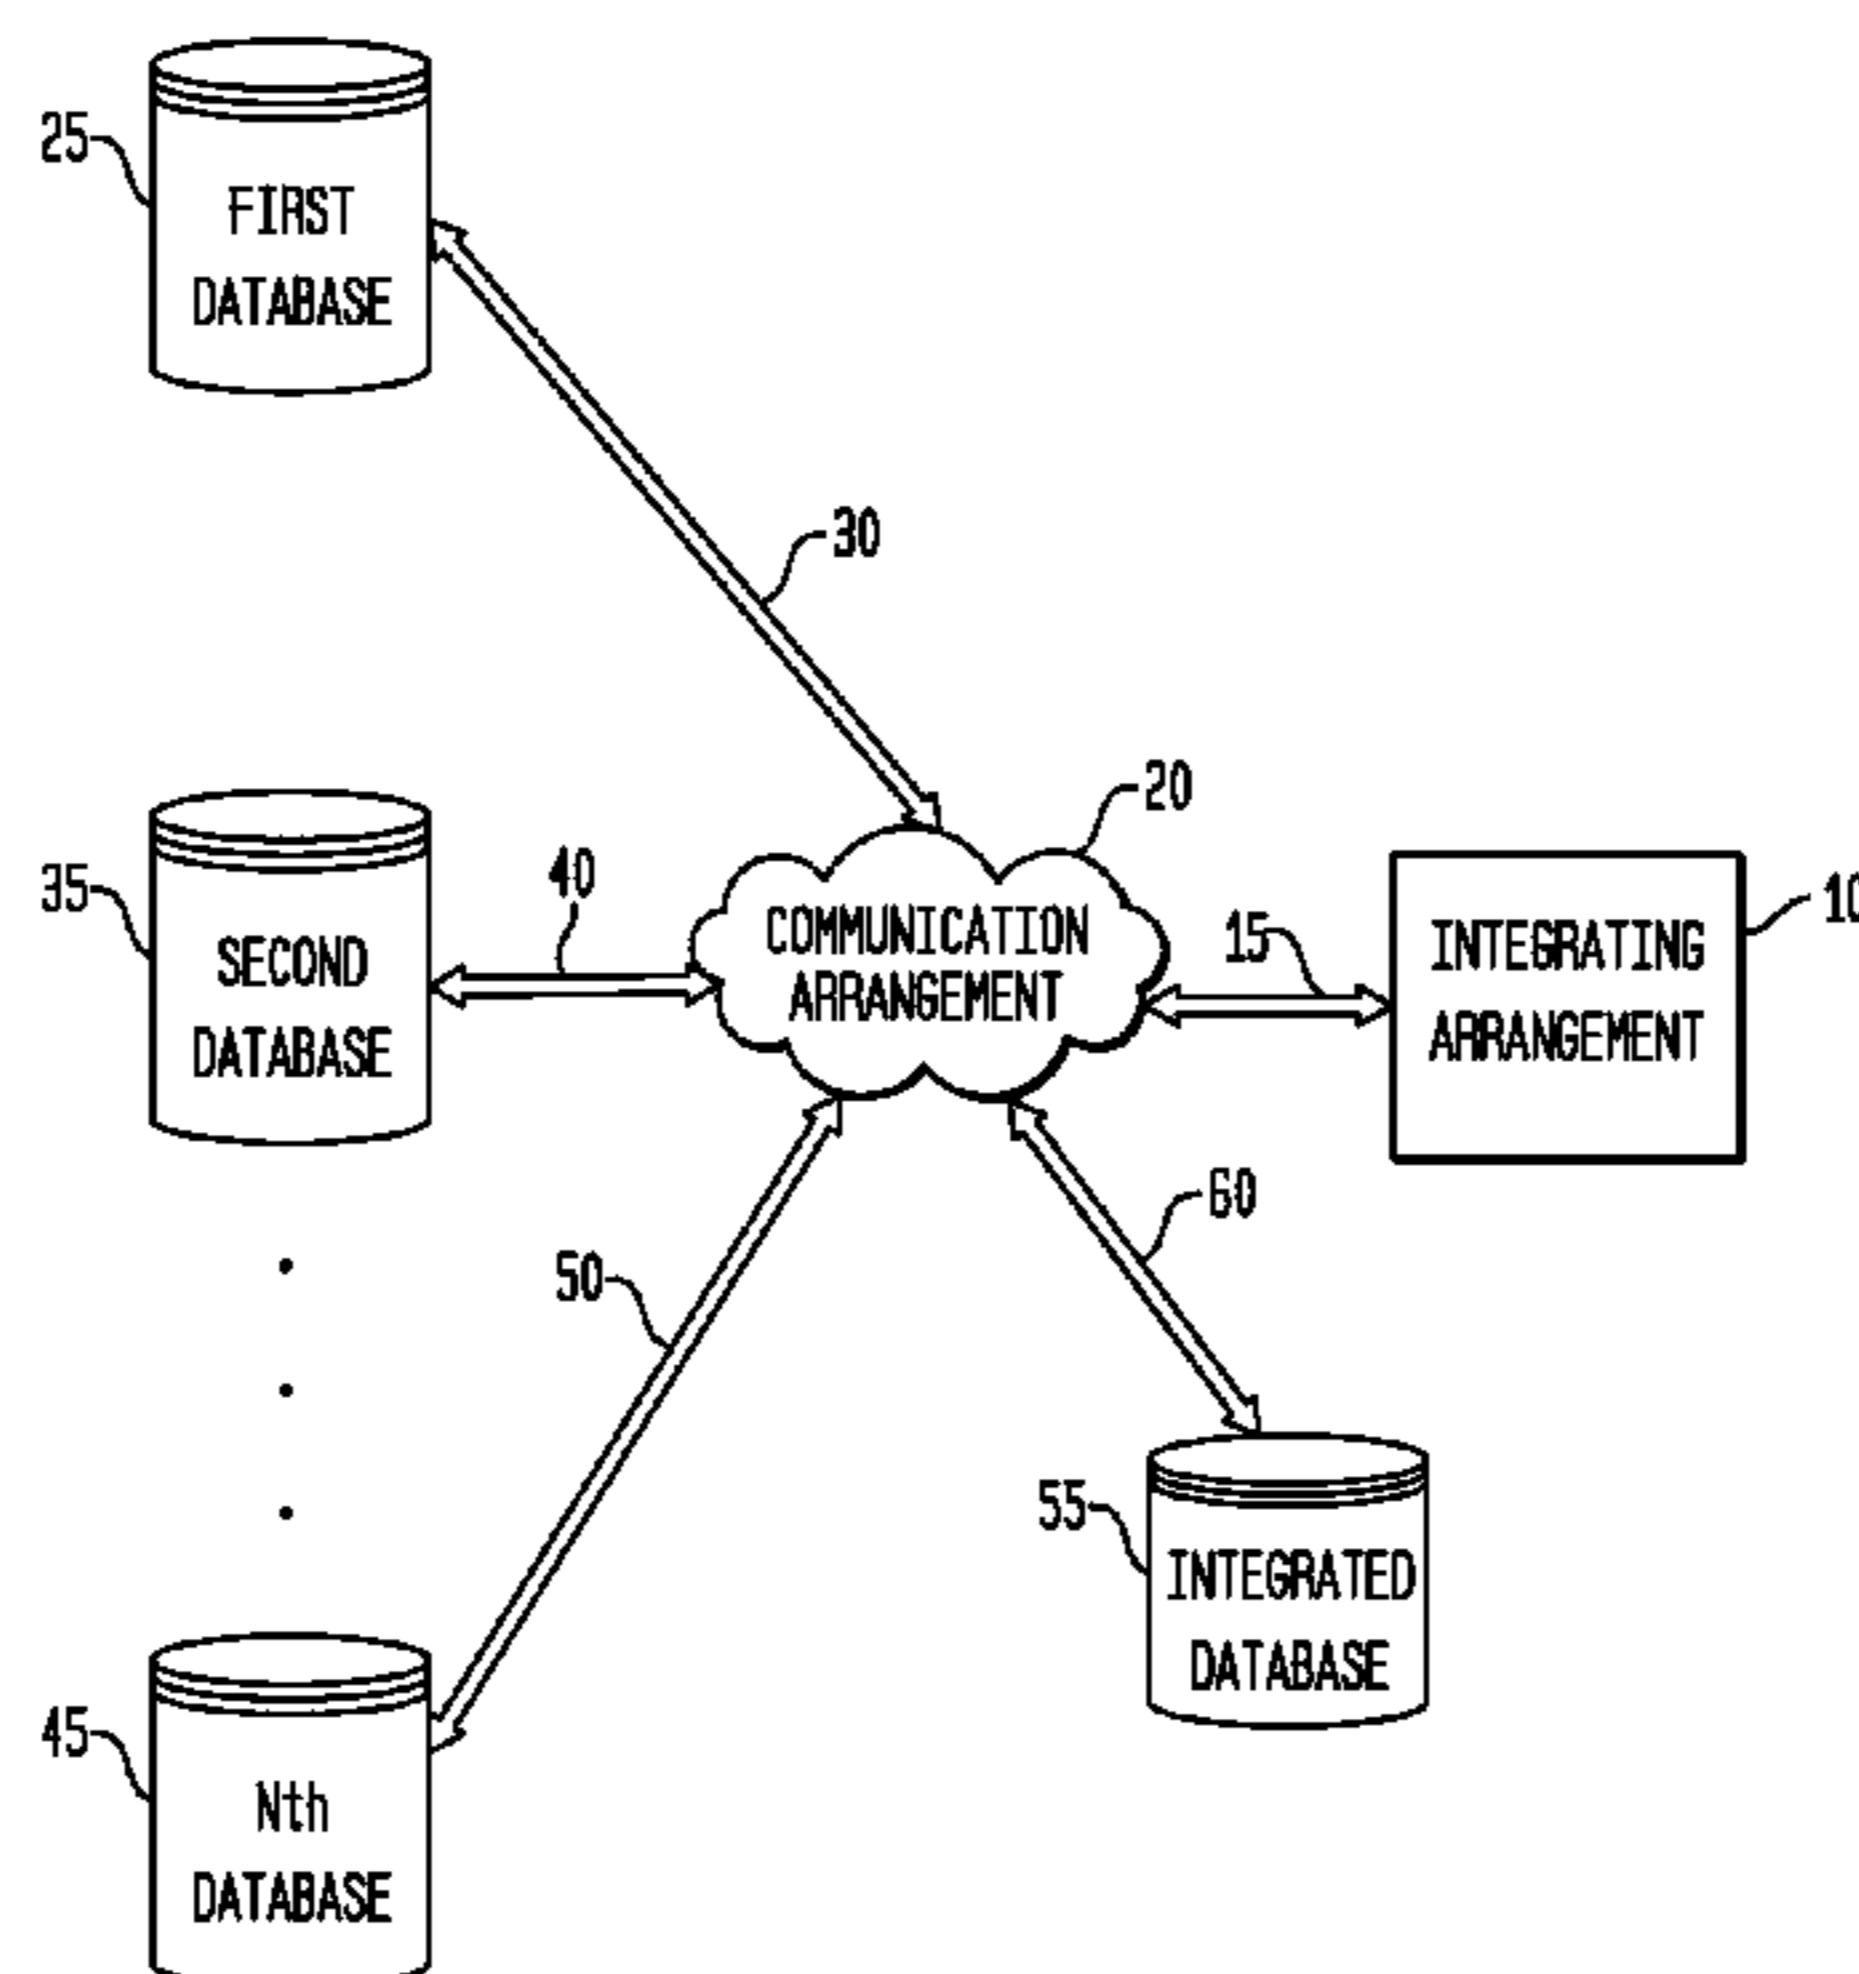 25
FIRST
DATABASE
30
20
35
SECOND
DATABASE
40
COMMUNICATION
ARRANGEMENT
15
INTEGRATING
ARRANGEMENT
10
50
60
55
INTEGRATED
DATABASE
45
Nth
DATABASE